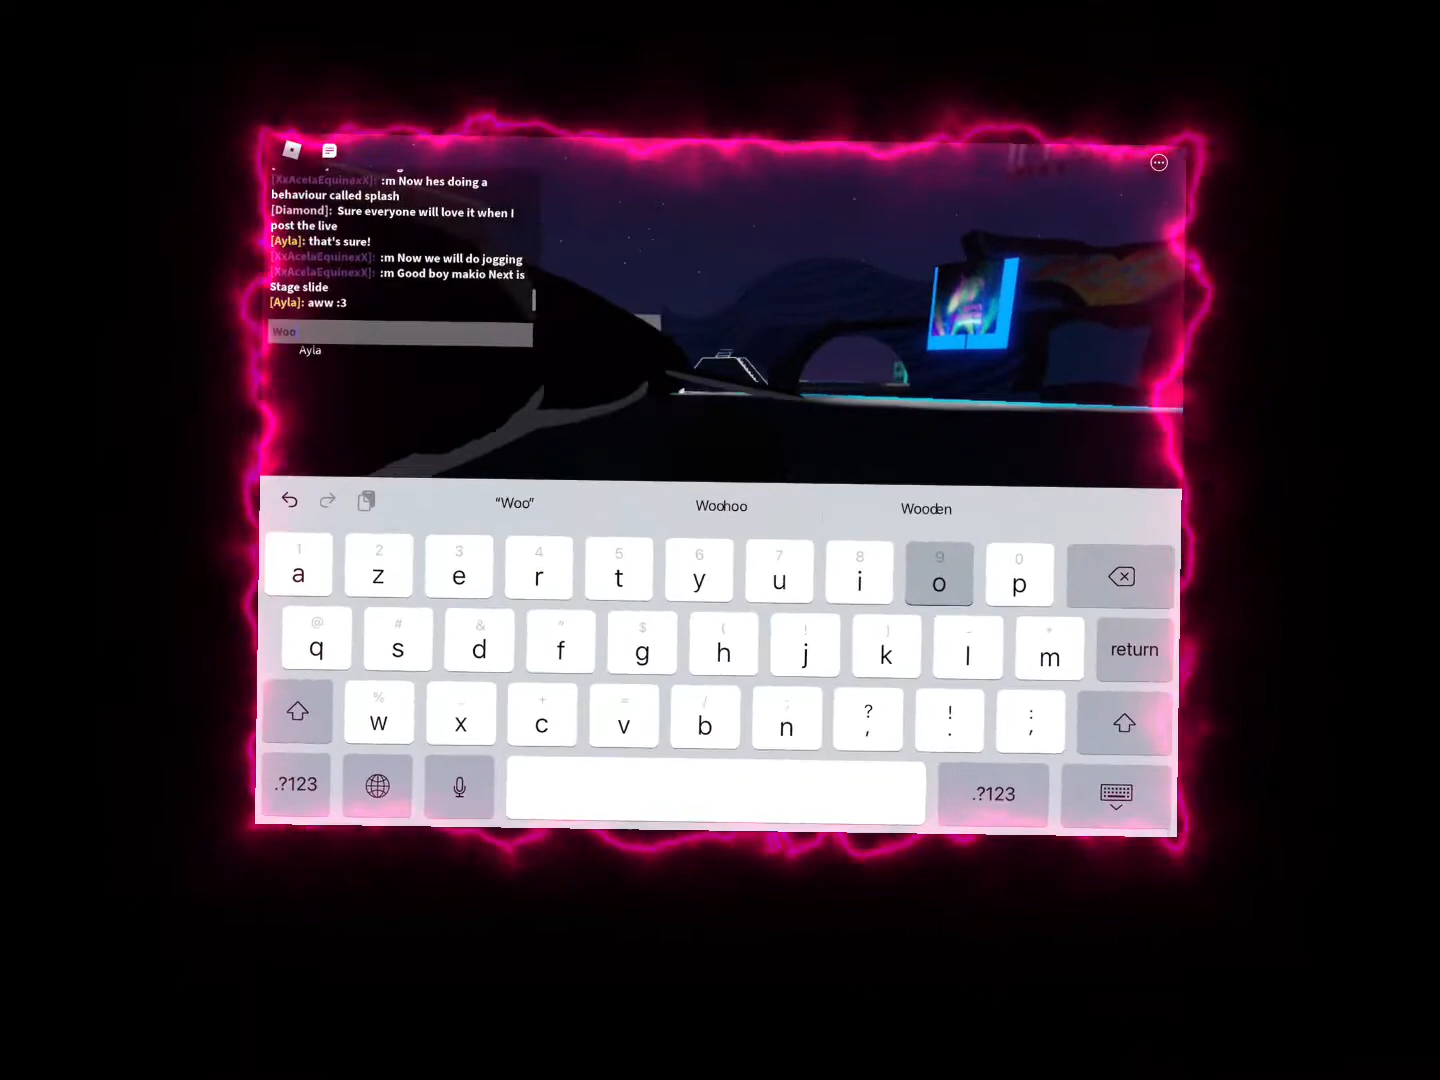 [XxAcelaEquinexX]: :m Now hes doing a
behaviour called splash
[Diamond]: Sure everyone will love it when I
post the live
[Ayla]: that's sure!
[XxAcelaEquinexX]: :m Now we will do jogging
[XxAcelaEquinexX]: :m Good boy makio Next is
Stage slide
[Ayla]: aww :3
Woo
Ayla
“Woo” Woohoo Wooden
1 2 3 4 5 6 7 8 9 0
a z e r t y u i o p
@ # & " $ ( ! ) - *
q s d f g h j k l m return
% _ + = / ; ? ! :
w x c v b n , . ;
.?123 .?123